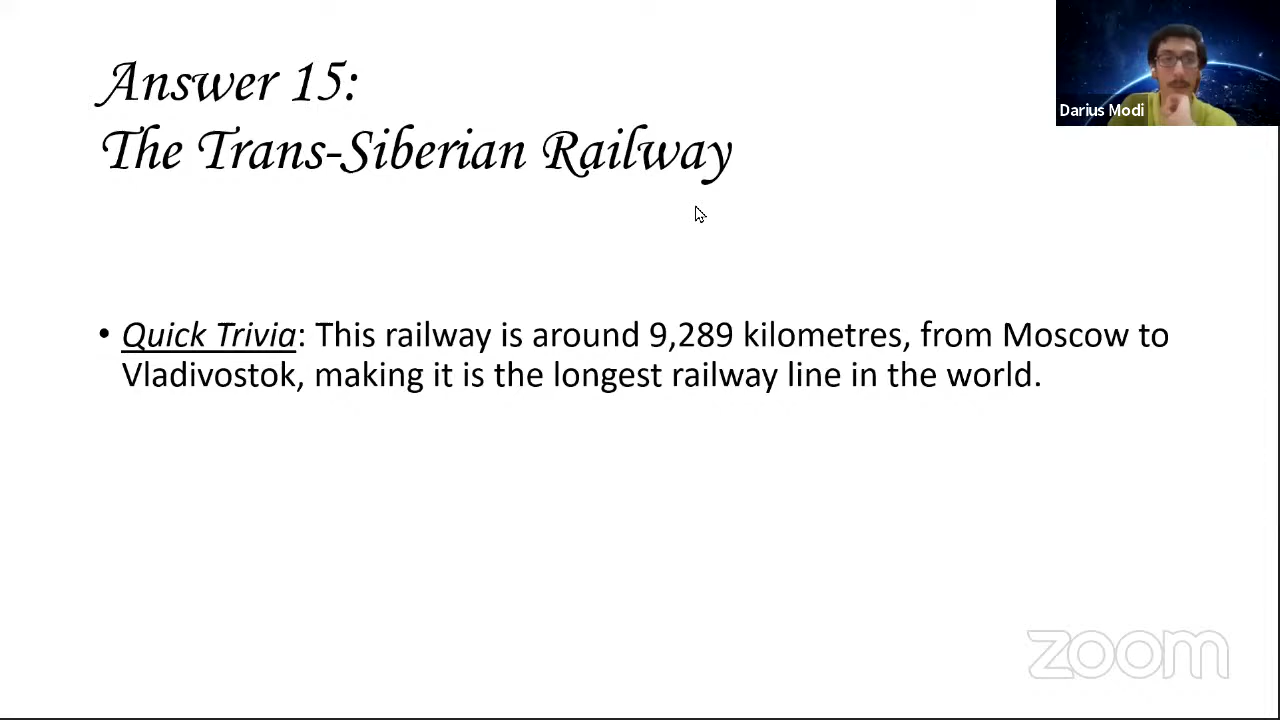 Answer 15:
The Trans-Siberian Railway
Darius Modi
• Quick Trivia: This railway is around 9,289 kilometres, from Moscow to
Vladivostok, making it is the longest railway line in the world.
zoom